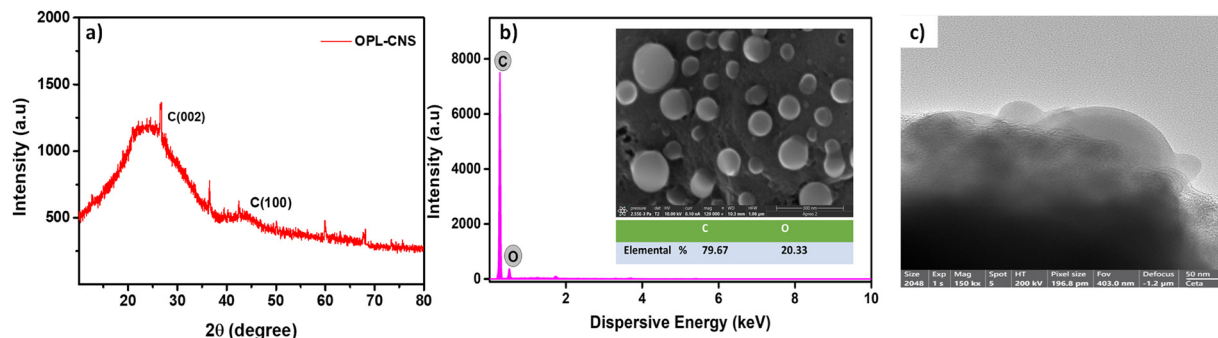 a)
OPL-CNS
C(002)
C(100)
Intensity (a.u)
2000
1500
1000
500
10 20 30 40 50 60 70 80
2θ (degree)
b)
C
O
Intensity (a.u)
8000
6000
4000
2000
0
2 4 6 8 10
Dispersive Energy (keV)
C O
Elemental % 79.67 20.33
c)
Size Exp Mag Spot HT Pixel size Fov Defocus 50 nm
2048 1 s 150 kx 5 200 kV 196.8 pm 403.0 nm -1.2 µm Ceta